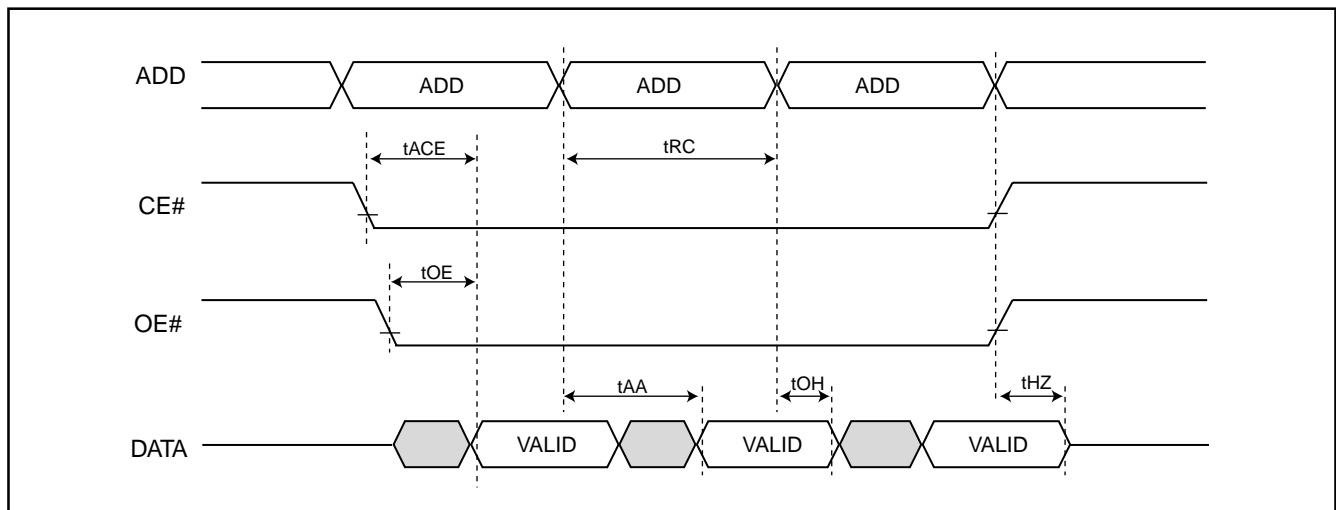 ADD
ADD
ADD
ADD
tACE
tRC
CE#
tOE
OE#
tAA
tOH
tHZ
DATA
VALID
VALID
VALID